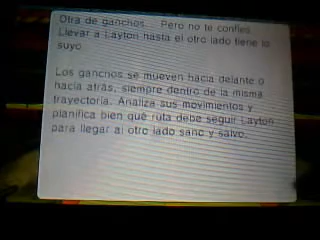 Otra de ganchos... Pero no te confíes.
Llevar a Layton hasta el otro lado tiene lo
suyo.
Los ganchos se mueven hacia delante o
hacia atrás, siempre dentro de la misma
trayectoria. Analiza sus movimientos y
planifica bien qué ruta debe seguir Layton
para llegar al otro lado sano y salvo.